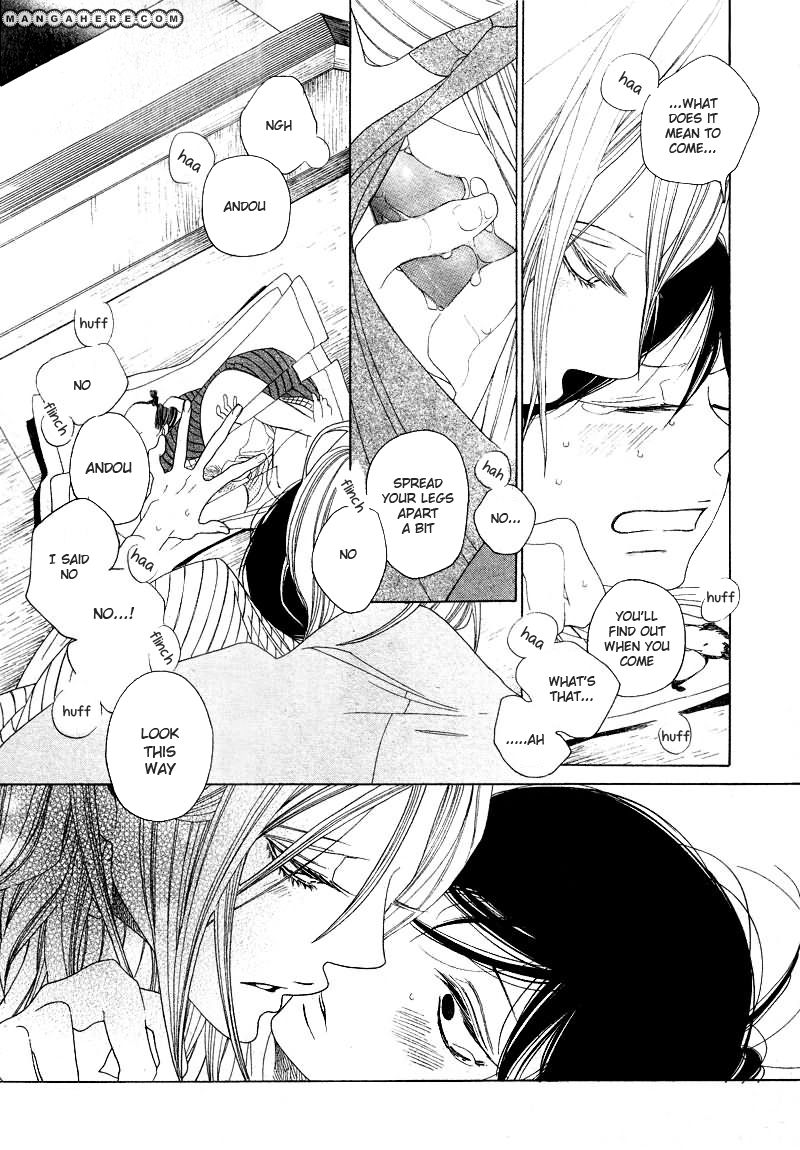 MANGAHERE.COM
haa
...WHAT
DOES IT
MEAN TO
COME...
YOU'LL
FIND OUT
WHEN YOU
COME
huff
haa
WHAT'S
THAT...
.....AH
huff
hah
NO...
SPREAD
YOUR LEGS
APART
A BIT
flinch
NO
NGH
haa
ANDOU
huff
NO
flinch
ANDOU
I SAID
NO
NO...!
haa
flinch
huff
LOOK
THIS
WAY